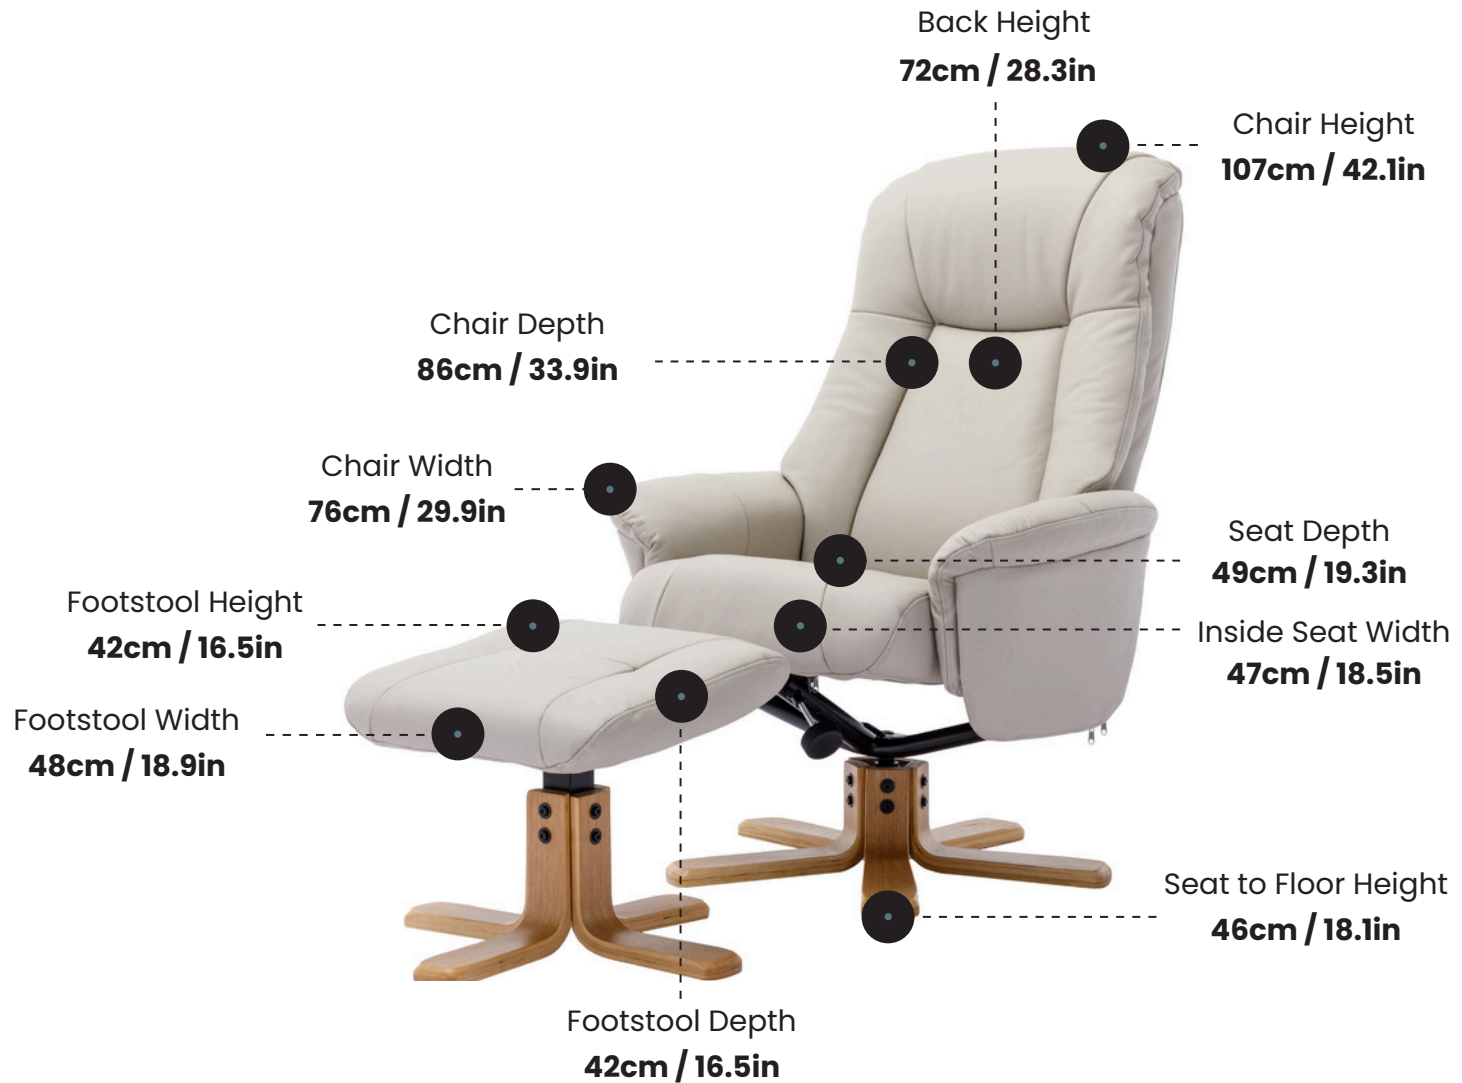 Back Height
72cm / 28.3in
Chair Height
107cm / 42.1in
Chair Depth
86cm / 33.9in
Chair Width
76cm / 29.9in
Seat Depth
49cm / 19.3in
Footstool Height
42cm / 16.5in
Inside Seat Width
47cm / 18.5in
Footstool Width
48cm / 18.9in
Seat to Floor Height
46cm / 18.1in
Footstool Depth
42cm / 16.5in